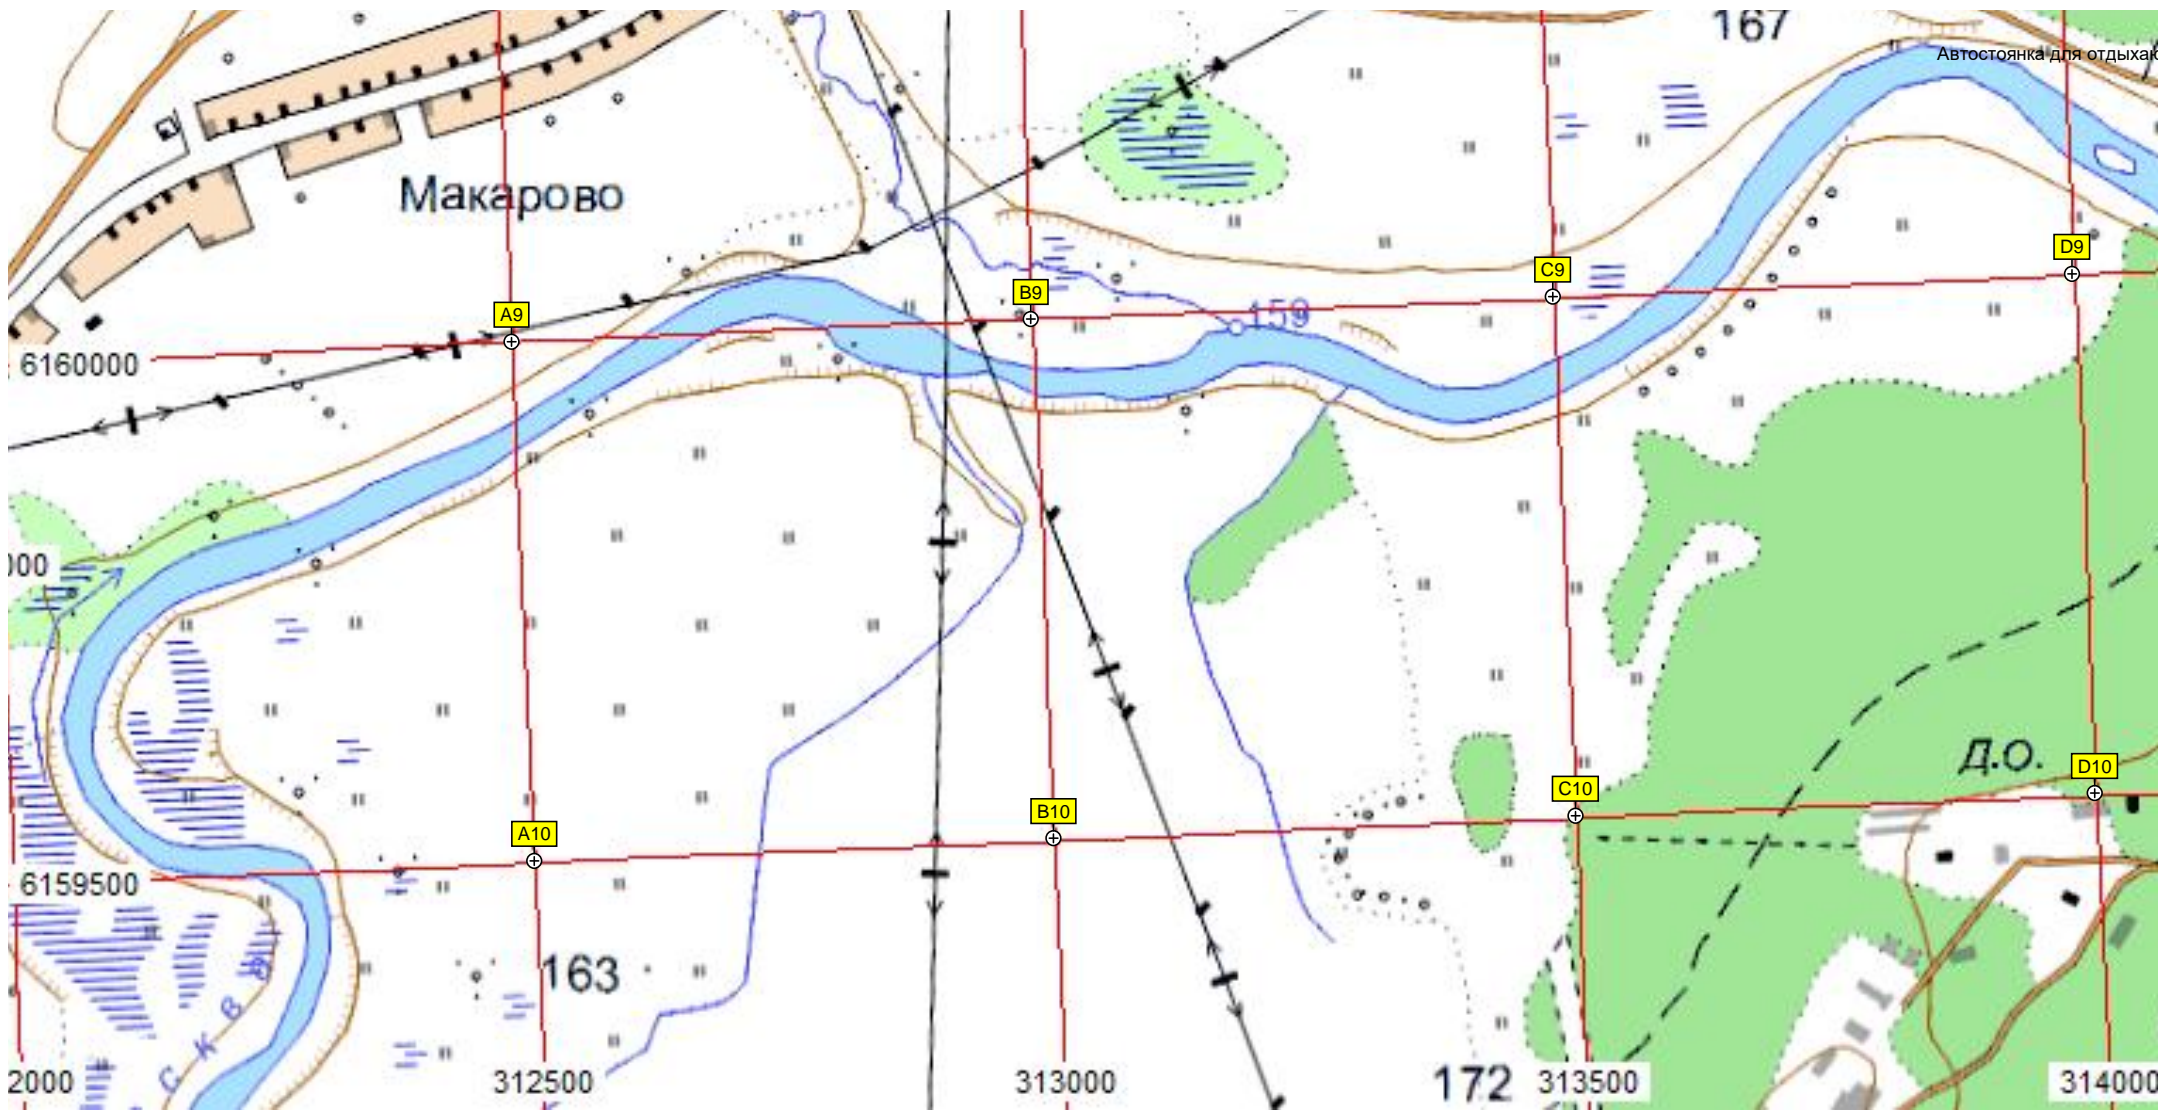 167
Автостоянка для отдыхаю
Макарово
D9
C9
B9
159
A9
6160000
000
Д.О.
D10
C10
B10
A10
6159500
163
с к в а
2000
312500
313000
172
313500
314000